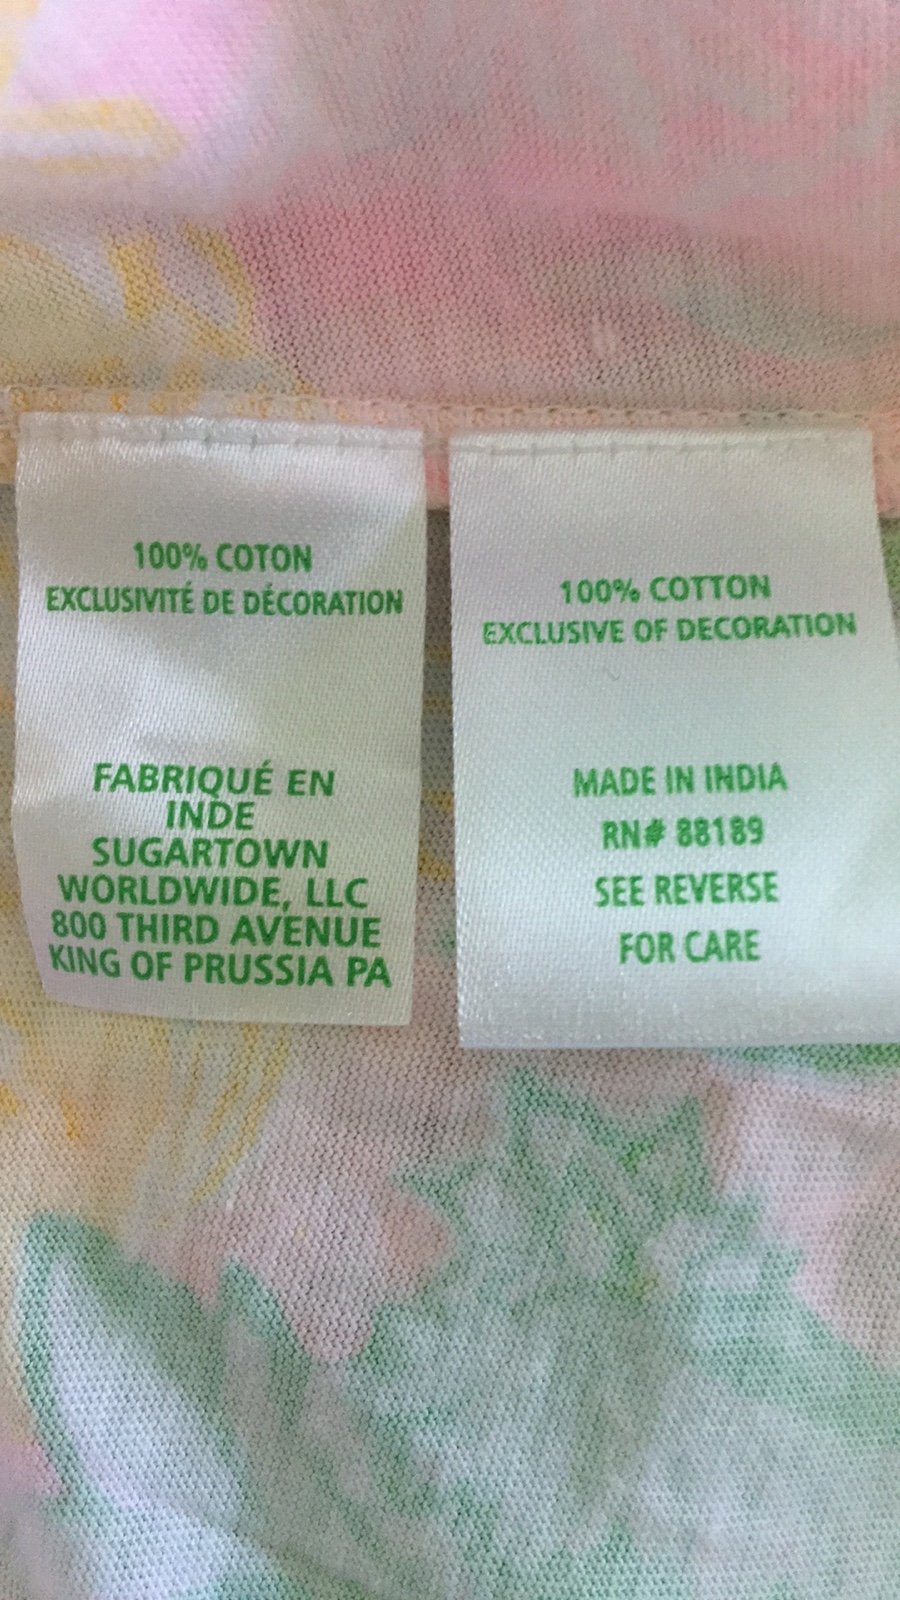 100% COTON
EXCLUSIVITÉ DE DÉCORATION
FABRIQUÉ EN
INDE
SUGARTOWN
WORLDWIDE, LLC
800 THIRD AVENUE
KING OF PRUSSIA PA
100% COTTON
EXCLUSIVE OF DECORATION
MADE IN INDIA
RN# 88189
SEE REVERSE
FOR CARE